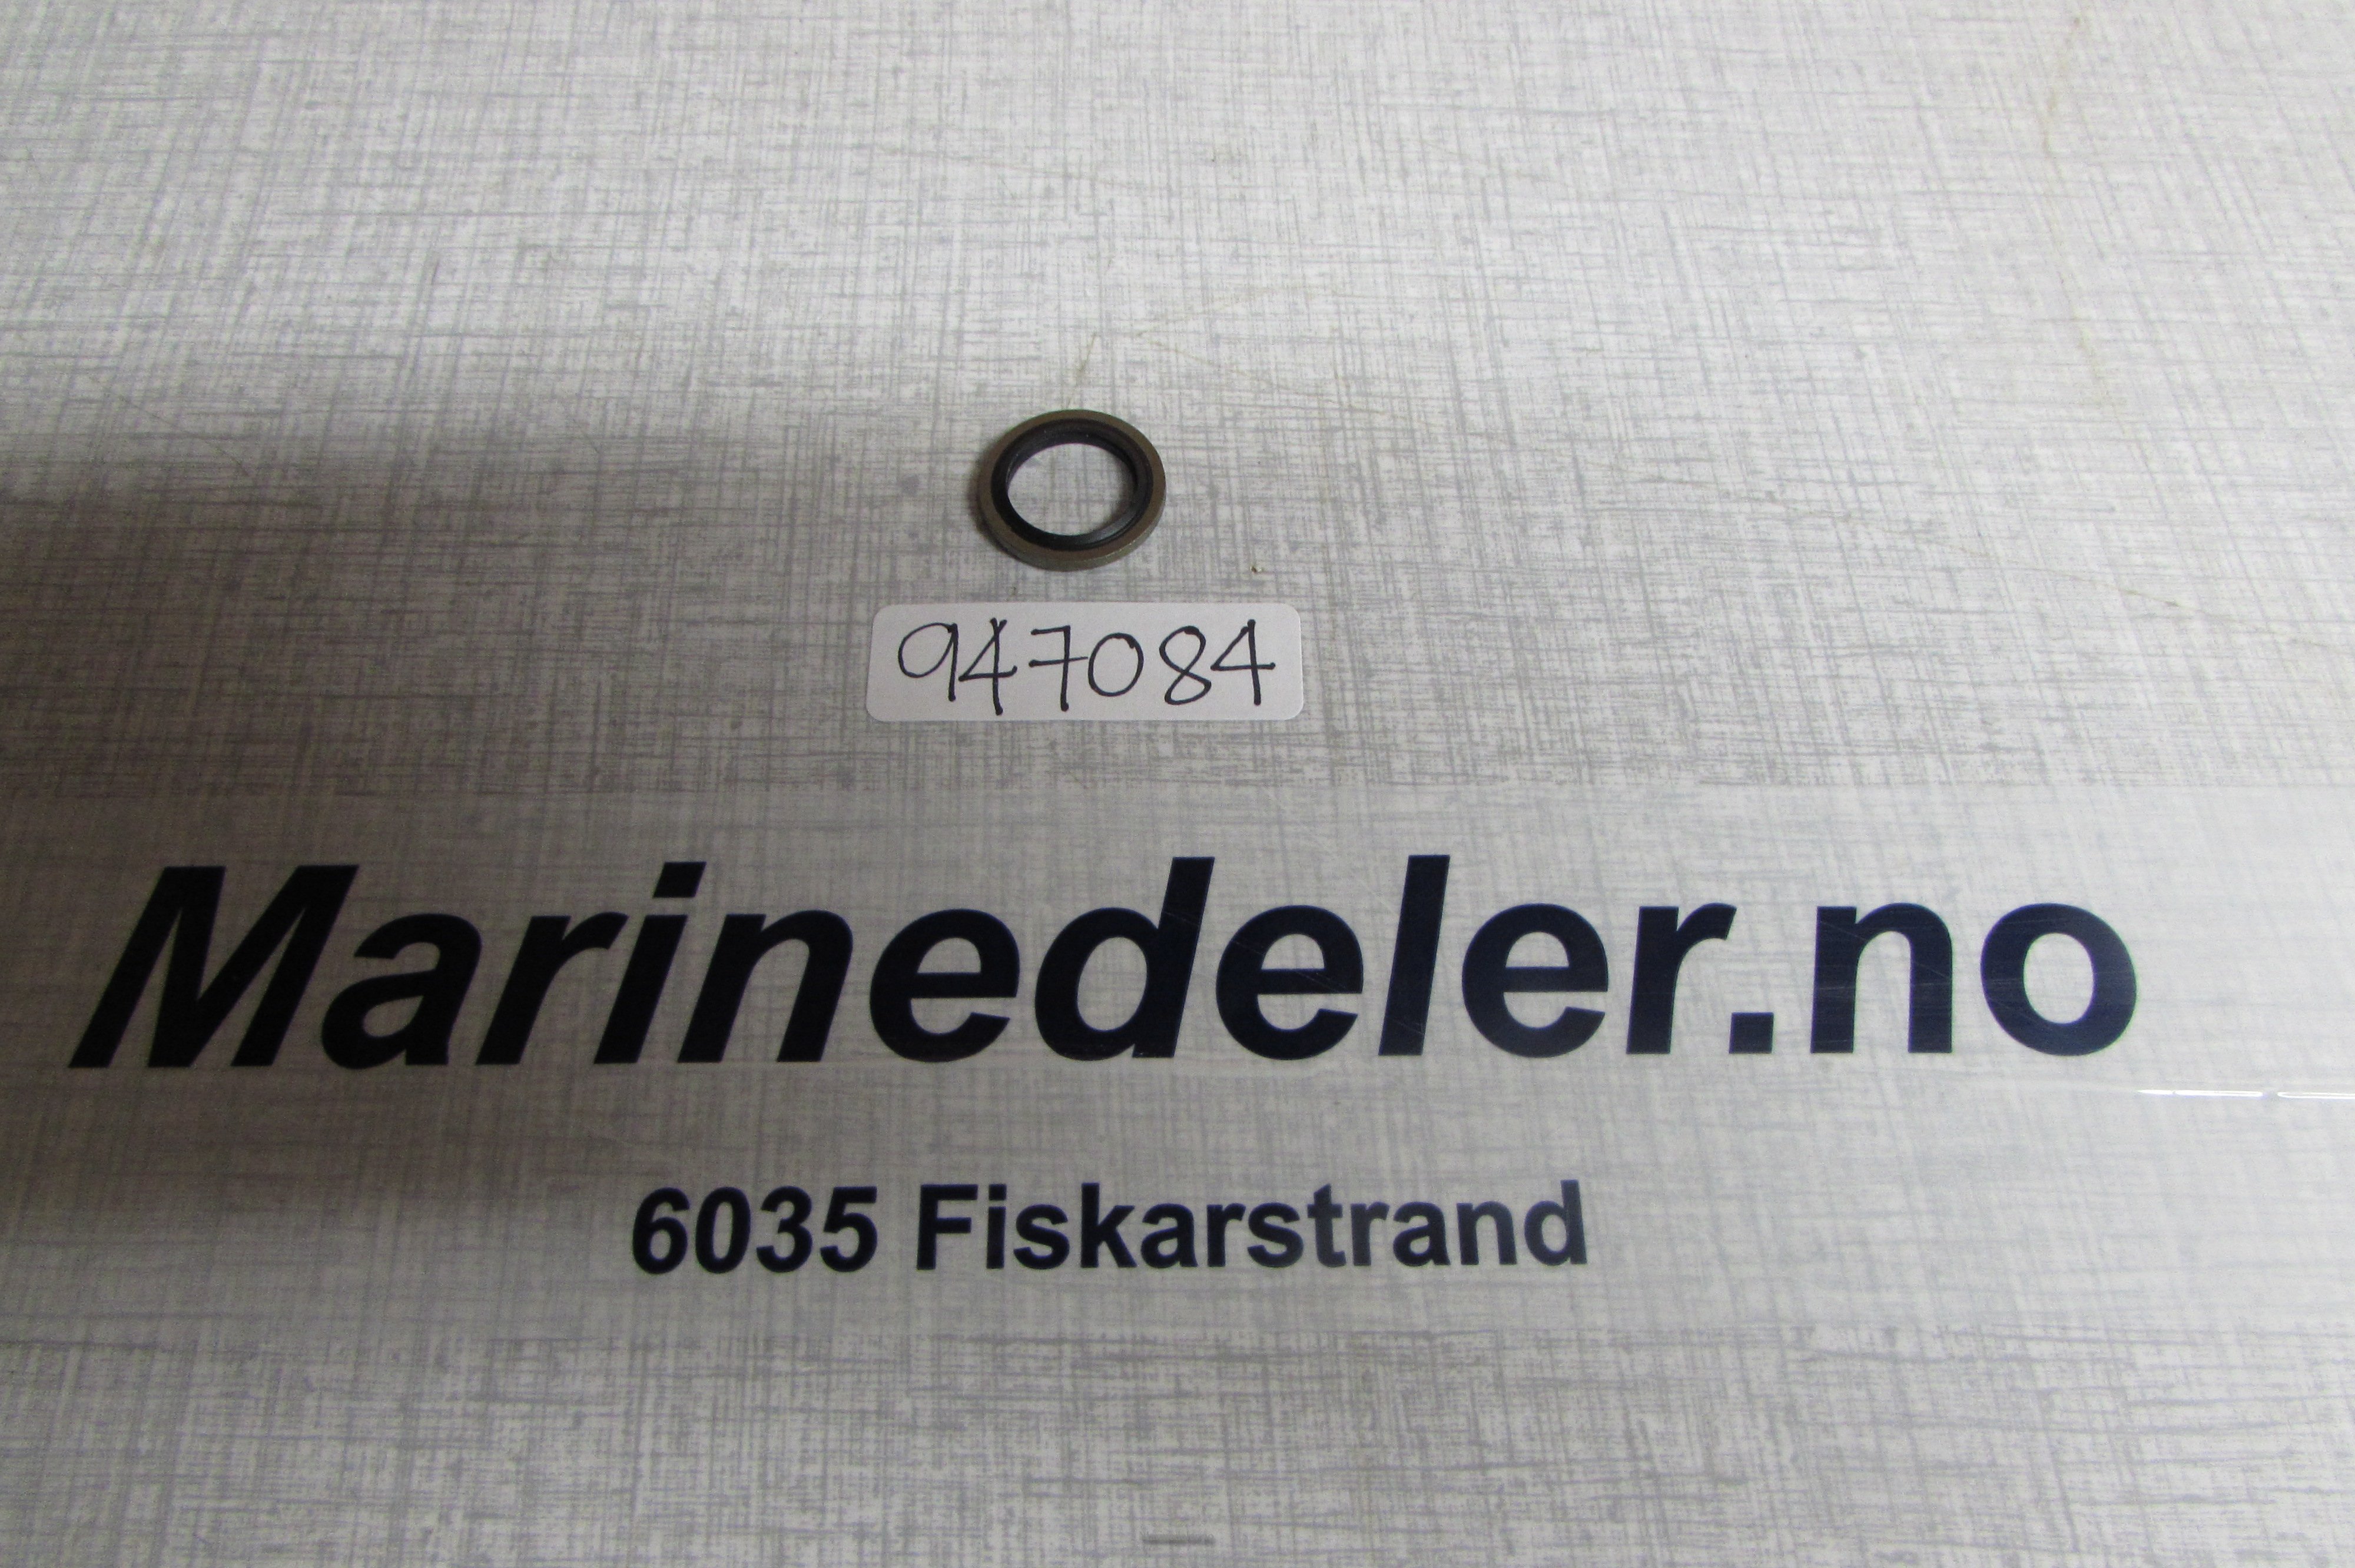 947084
Marinedeler.no
6035 Fiskarstrand